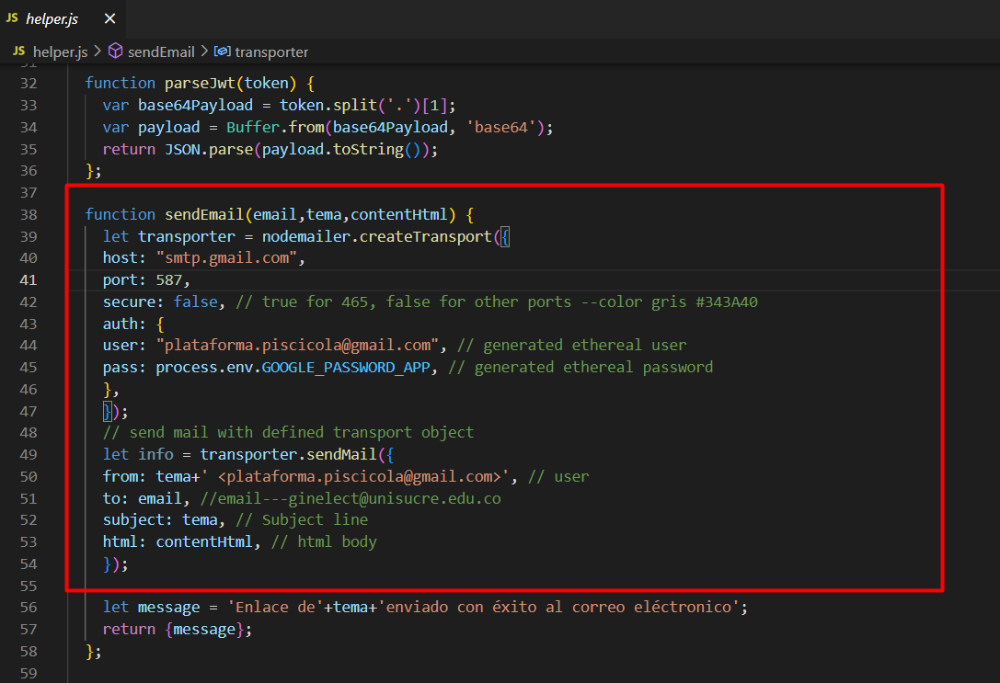 JS helper.js ×
JS helper.js > sendEmail > transporter
31
32 function parseJwt(token) {
33 var base64Payload = token.split('.')[1];
34 var payload = Buffer.from(base64Payload, 'base64');
35 return JSON.parse(payload.toString());
36 };
37
38 function sendEmail(email,tema,contentHtml) {
39 let transporter = nodemailer.createTransport({
40 host: "smtp.gmail.com",
41 port: 587,
42 secure: false, // true for 465, false for other ports --color gris #343A40
43 auth: {
44 user: "plataforma.piscicola@gmail.com", // generated ethereal user
45 pass: process.env.GOOGLE_PASSWORD_APP, // generated ethereal password
46 },
47 });
48 // send mail with defined transport object
49 let info = transporter.sendMail({
50 from: tema+' <plataforma.piscicola@gmail.com>', // user
51 to: email, //email---ginelect@unisucre.edu.co
52 subject: tema, // Subject line
53 html: contentHtml, // html body
54 });
55
56 let message = 'Enlace de'+tema+'enviado con éxito al correo eléctronico';
57 return {message};
58 };
59